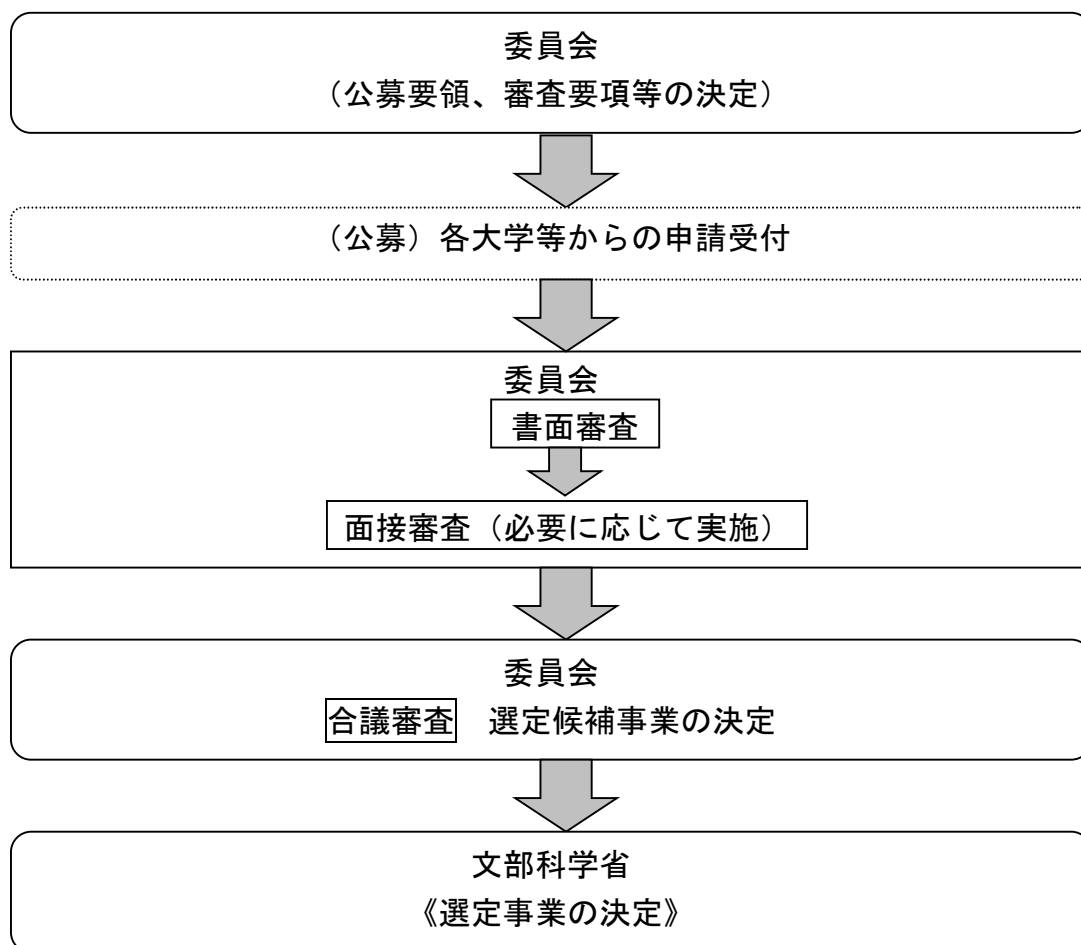 委員会
（公募要領、審査要項等の決定）
（公募）各大学等からの申請受付
委員会
書面審査
面接審査（必要に応じて実施）
委員会
合議審査　選定候補事業の決定
文部科学省
《選定事業の決定》